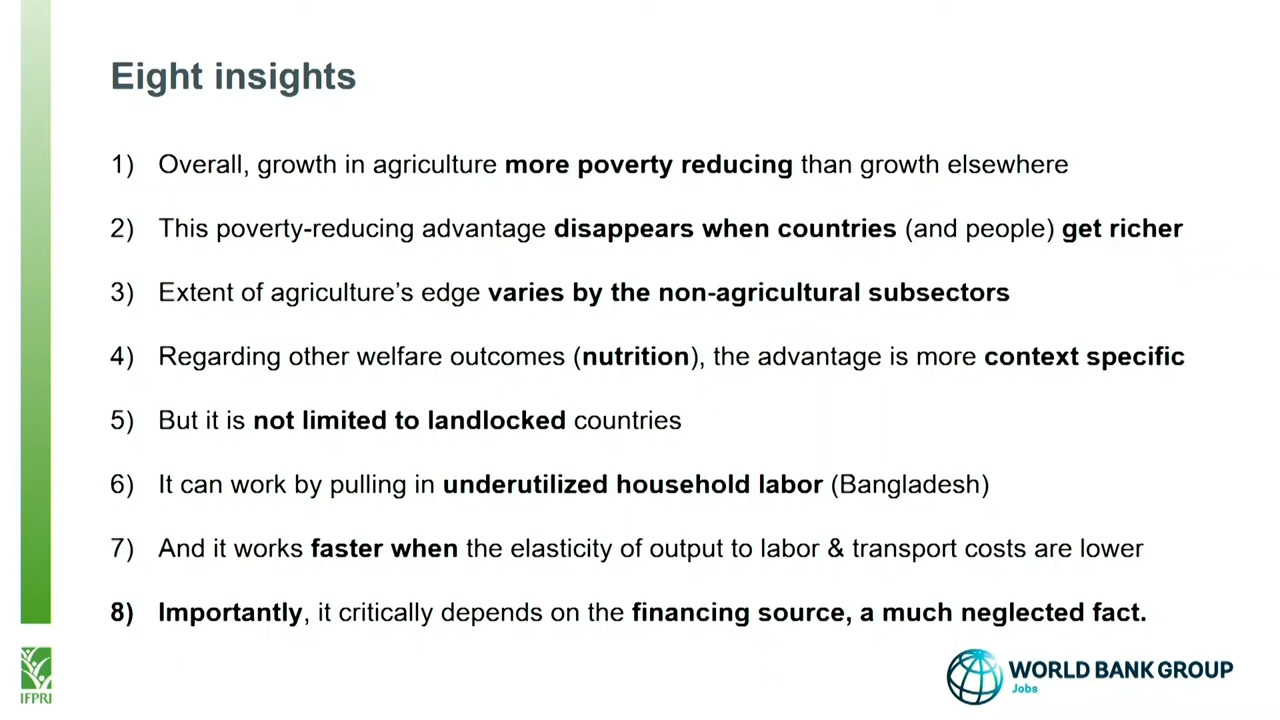 Eight insights
1) Overall, growth in agriculture more poverty reducing than growth elsewhere
2) This poverty-reducing advantage disappears when countries (and people) get richer
3) Extent of agriculture’s edge varies by the non-agricultural subsectors
4) Regarding other welfare outcomes (nutrition), the advantage is more context specific
5) But it is not limited to landlocked countries
6) It can work by pulling in underutilized household labor (Bangladesh)
7) And it works faster when the elasticity of output to labor & transport costs are lower
8) Importantly, it critically depends on the financing source, a much neglected fact.
IFPRI
WORLD BANK GROUP
Jobs